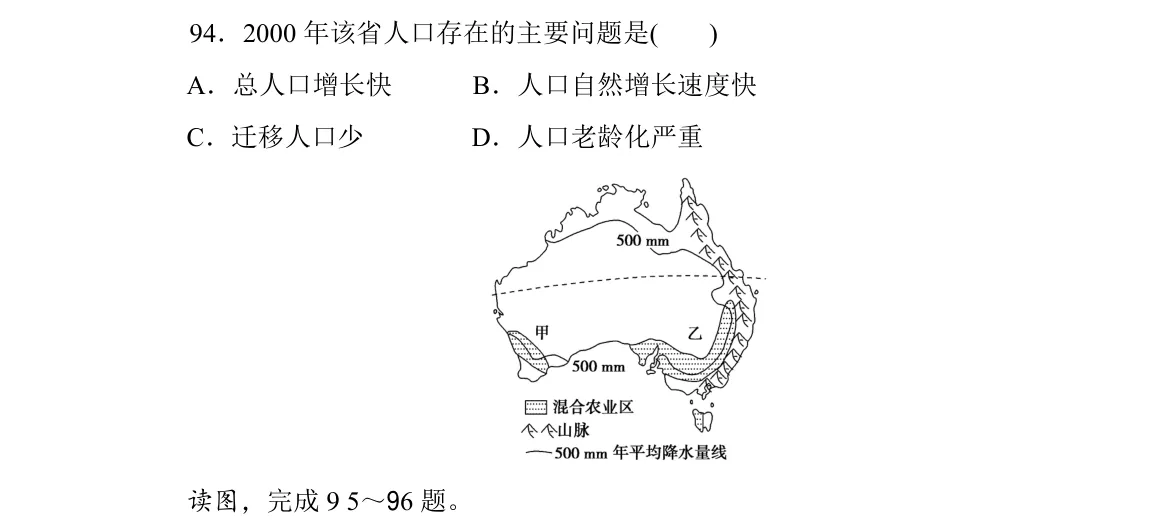 94．2000 年该省人口存在的主要问题是(　　)
A．总人口增长快　　　B．人口自然增长速度快
C．迁移人口少　　　　D．人口老龄化严重
500 mm
甲　乙
500 mm
混合农业区
山脉
500 mm 年平均降水量线
读图，完成 9 5～96 题。